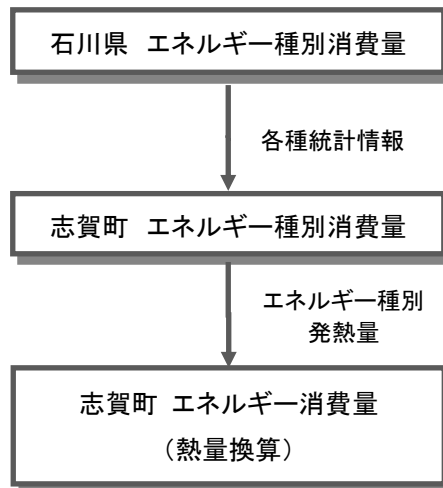 石川県 エネルギー種別消費量
各種統計情報
志賀町 エネルギー種別消費量
エネルギー種別
発熱量
志賀町 エネルギー消費量
（熱量換算）